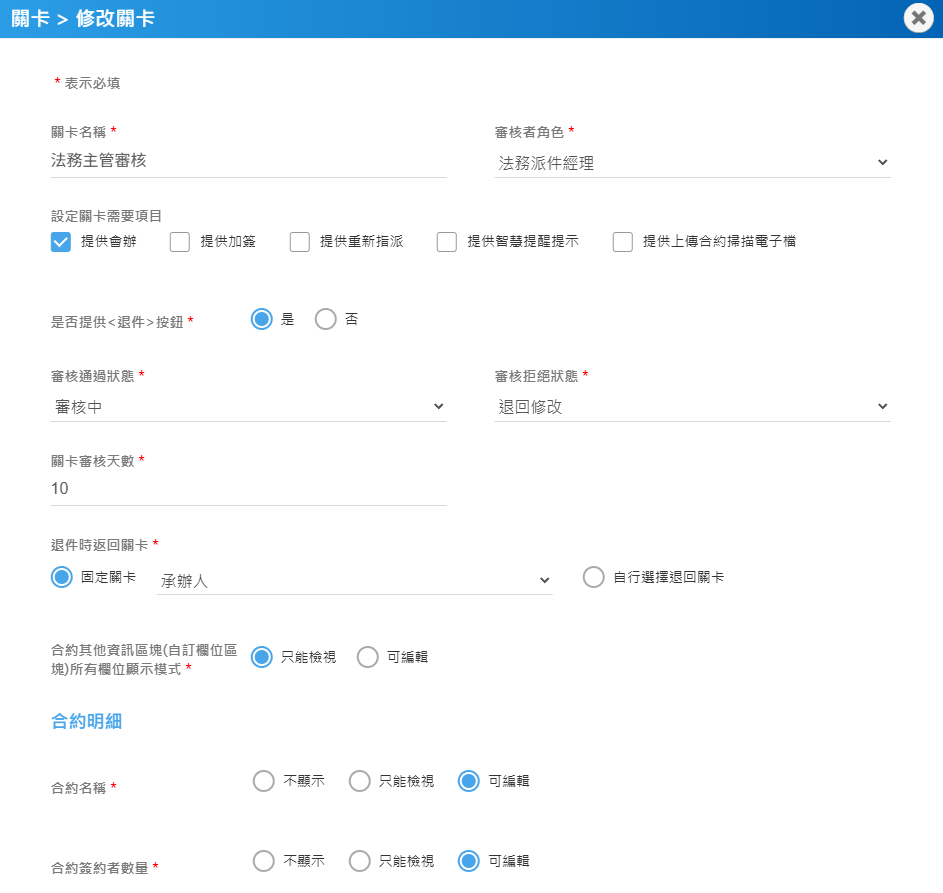 關卡 > 修改關卡
* 表示必填
關卡名稱 * 審核者角色 *
法務主管審核 法務派件經理
設定關卡需要項目
提供會辦 提供加簽 提供重新指派 提供智慧提醒提示 提供上傳合約掃描電子檔
是否提供<退件>按鈕 * 是 否
審核通過狀態 * 審核拒絕狀態 *
審核中 退回修改
關卡審核天數 *
10
退件時返回關卡 *
固定關卡 承辦人 自行選擇退回關卡
合約其他資訊區塊(自訂欄位區
塊)所有欄位顯示模式 * 只能檢視 可編輯
合約明細
合約名稱 * 不顯示 只能檢視 可編輯
合約簽約者數量 * 不顯示 只能檢視 可編輯